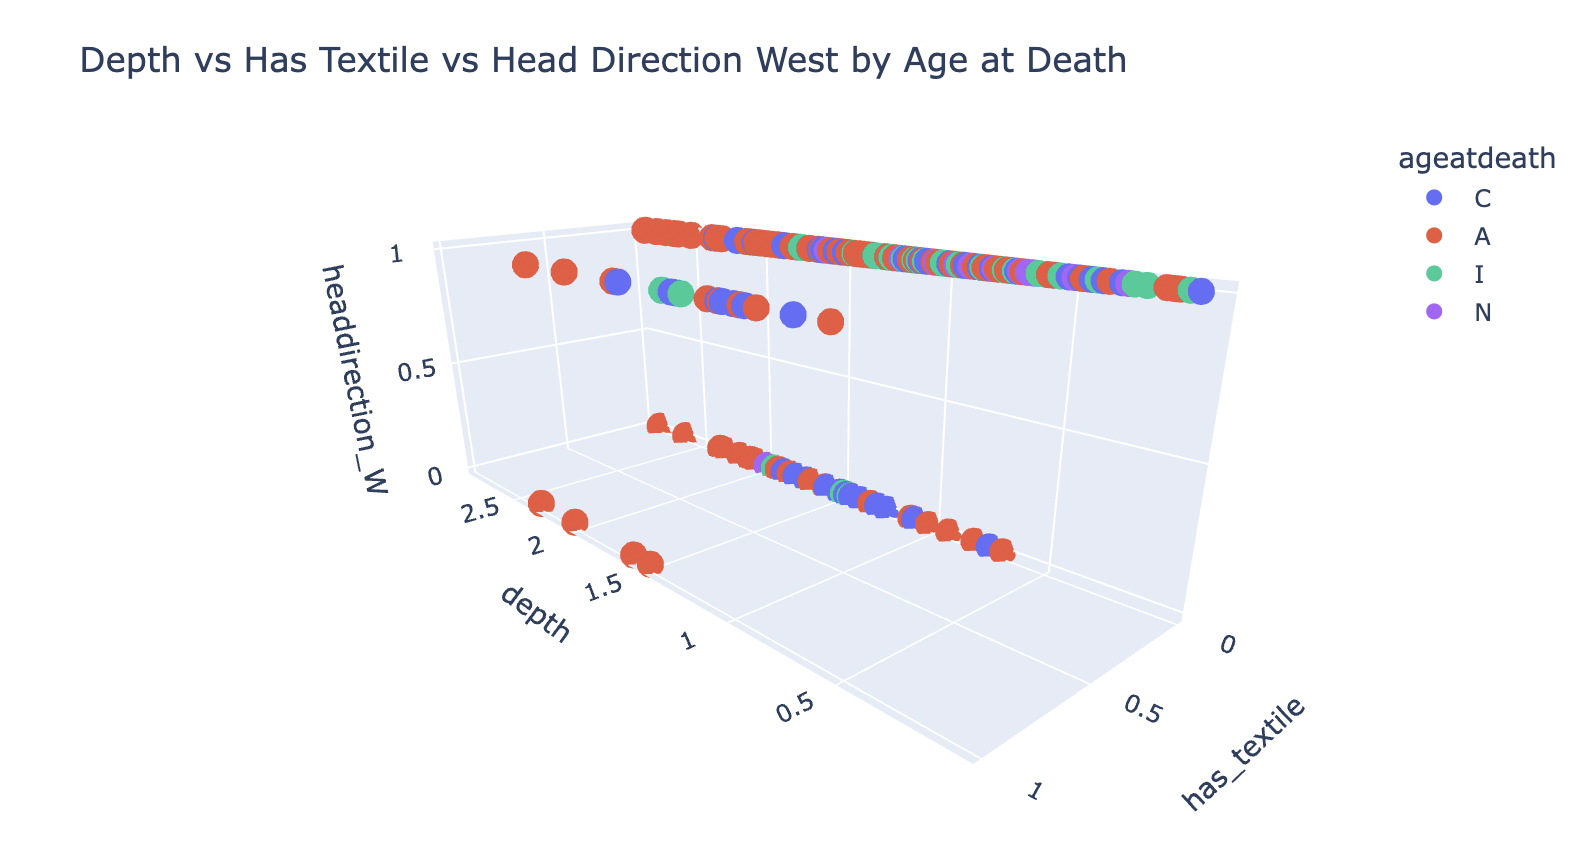 Depth vs Has Textile vs Head Direction West by Age at Death
ageatdeath
C
A
I
N
1
0.5
0
headdirection_W
2.5
2
1.5
1
0.5
depth
0
0.5
1
has_textile